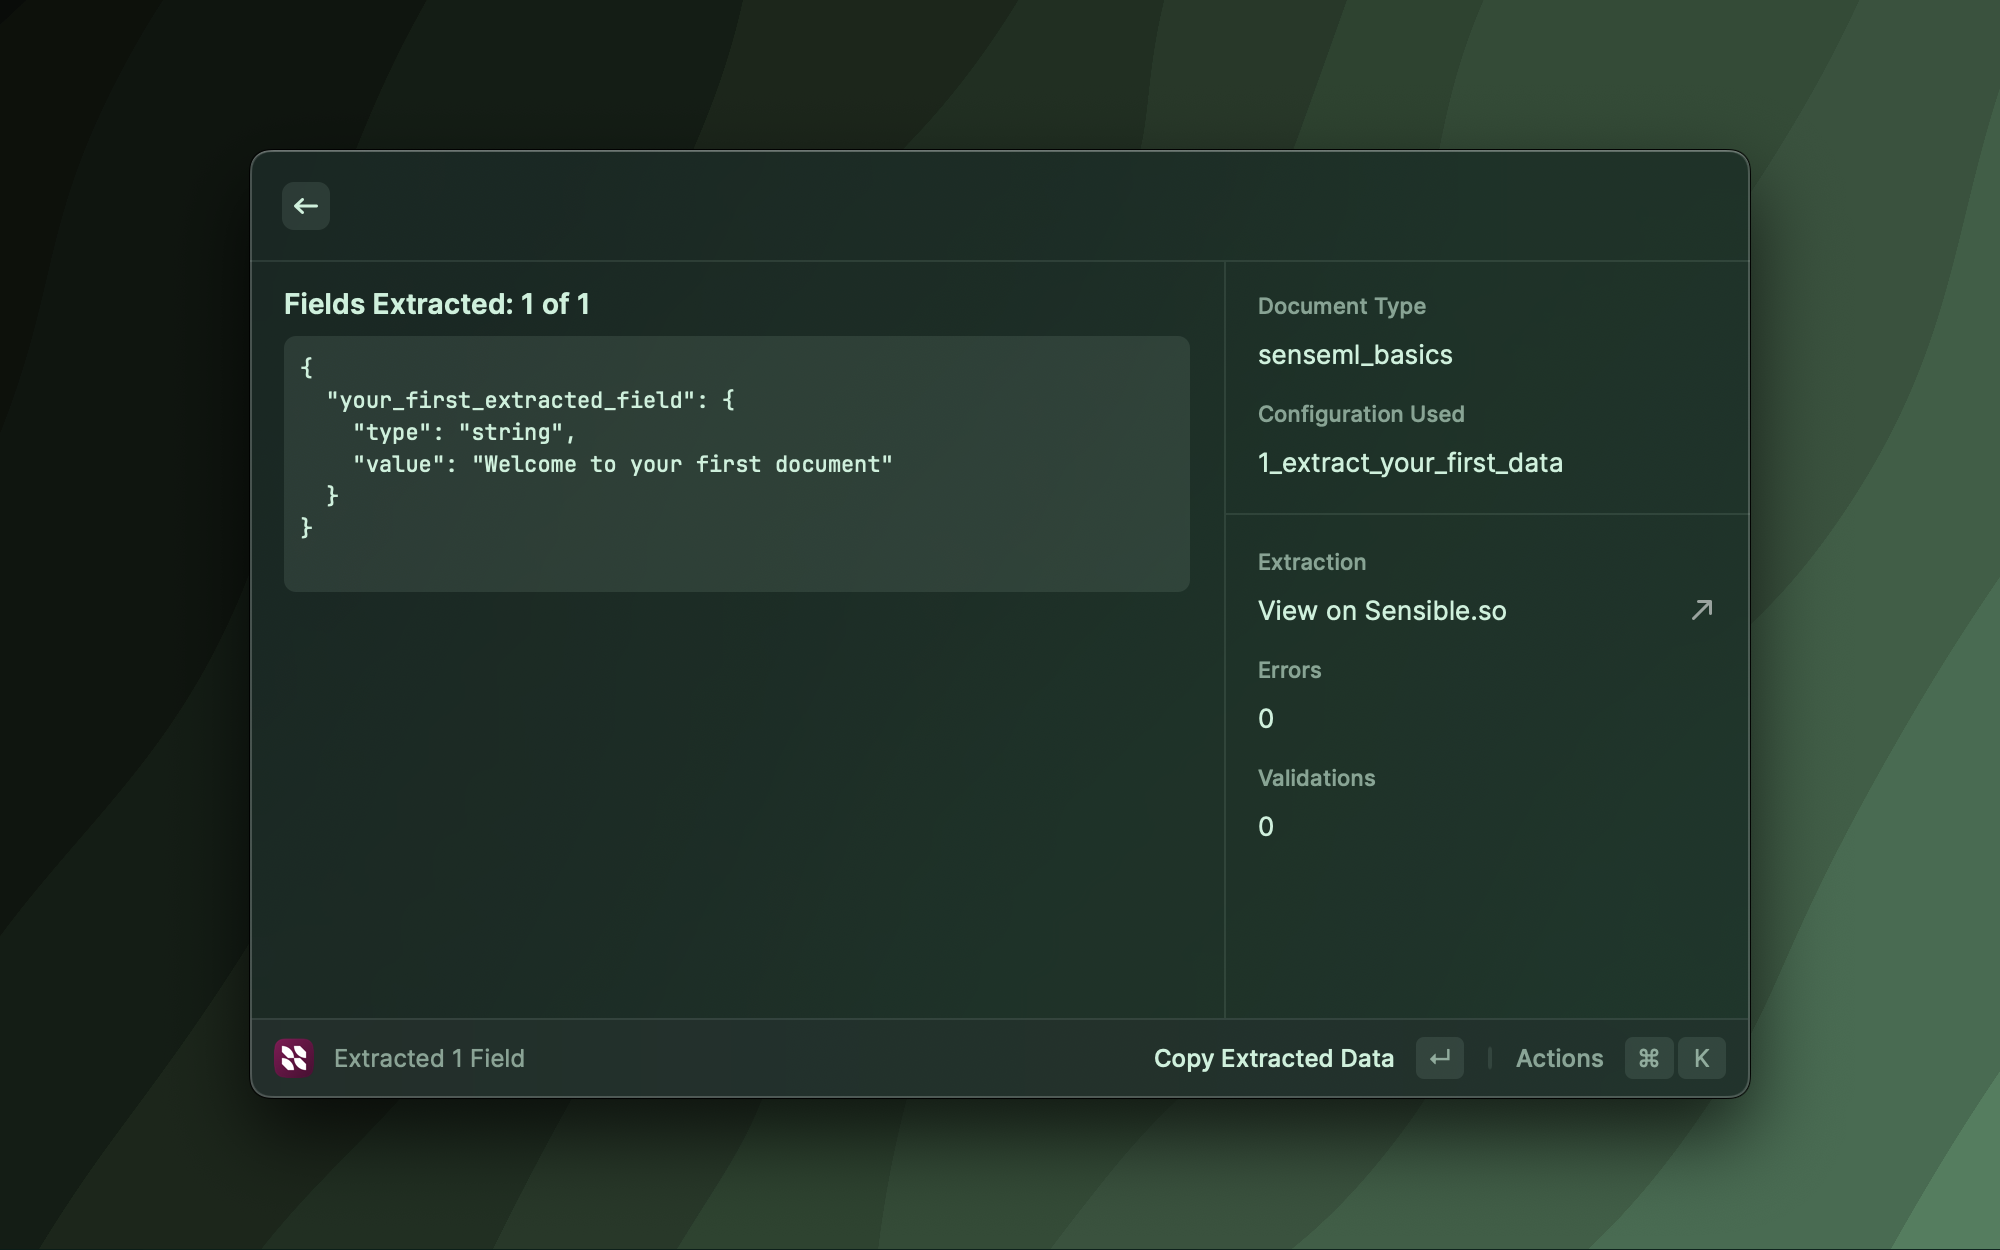 Fields Extracted: 1 of 1
{
  "your_first_extracted_field": {
    "type": "string",
    "value": "Welcome to your first document"
  }
}
Document Type
senseml_basics
Configuration Used
1_extract_your_first_data
Extraction
View on Sensible.so
Errors
0
Validations
0
Extracted 1 Field
Copy Extracted Data
Actions ⌘ K